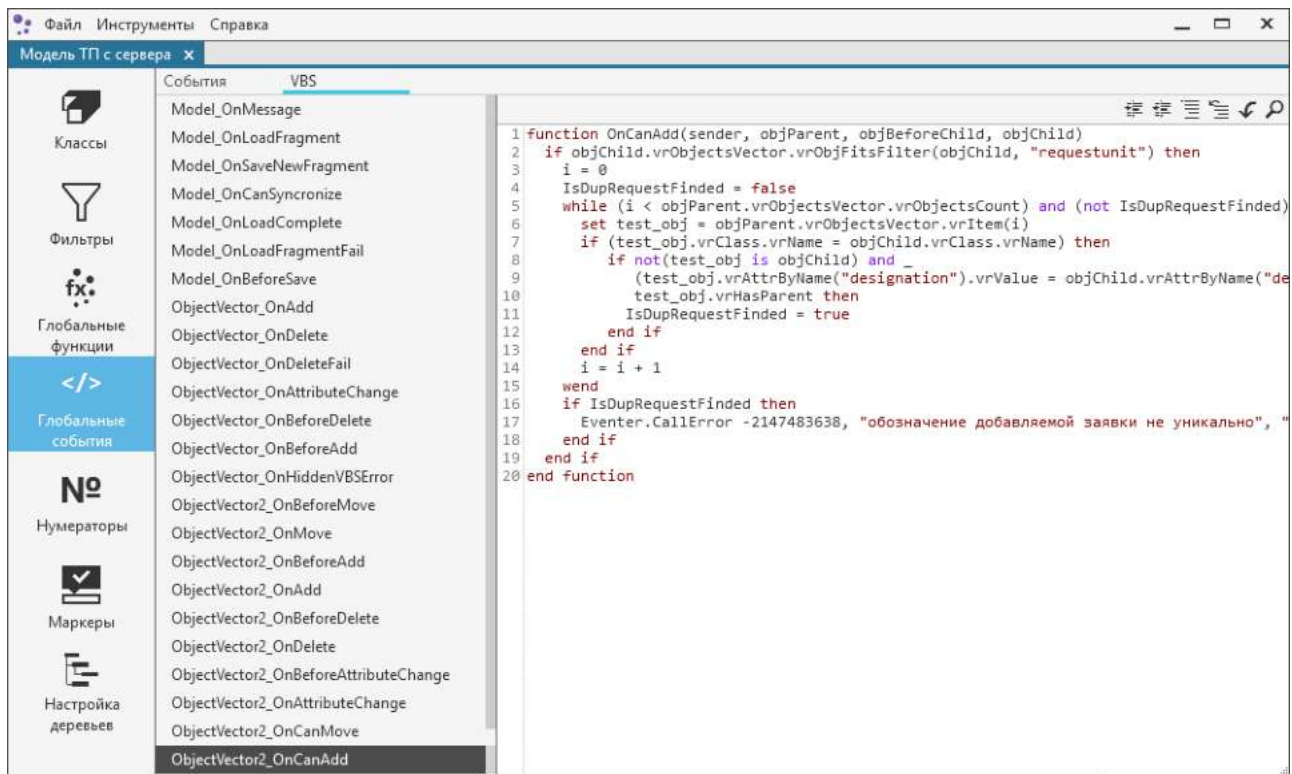 Файл Инструменты Справка
Модель ТП с сервера x
События VBS
Классы
Фильтры
fx
Глобальные
функции
</>
Глобальные
события
№
Нумераторы
Маркеры
Настройка
деревьев
Model_OnMessage
Model_OnLoadFragment
Model_OnSaveNewFragment
Model_OnCanSyncronize
Model_OnLoadComplete
Model_OnLoadFragmentFail
Model_OnBeforeSave
ObjectVector_OnAdd
ObjectVector_OnDelete
ObjectVector_OnDeleteFail
ObjectVector_OnAttributeChange
ObjectVector_OnBeforeDelete
ObjectVector_OnBeforeAdd
ObjectVector_OnHiddenVBSError
ObjectVector2_OnBeforeMove
ObjectVector2_OnMove
ObjectVector2_OnBeforeAdd
ObjectVector2_OnAdd
ObjectVector2_OnBeforeDelete
ObjectVector2_OnDelete
ObjectVector2_OnBeforeAttributeChange
ObjectVector2_OnAttributeChange
ObjectVector2_OnCanMove
ObjectVector2_OnCanAdd
1 function OnCanAdd(sender, objParent, objBeforeChild, objChild)
2 if objChild.vrObjectsVector.vrObjFitsFilter(objChild, "requestunit") then
3 i = 0
4 IsDupRequestFinded = false
5 while (i < objParent.vrObjectsVector.vrObjectsCount) and (not IsDupRequestFinded)
6 set test_obj = objParent.vrObjectsVector.vrItem(i)
7 if (test_obj.vrClass.vrName = objChild.vrClass.vrName) then
8 if not(test_obj is objChild) and _
9 (test_obj.vrAttrByName("designation").vrValue = objChild.vrAttrByName("de
10 test_obj.vrHasParent then
11 IsDupRequestFinded = true
12 end if
13 end if
14 i = i + 1
15 wend
16 if IsDupRequestFinded then
17 Eventer.CallError -2147483638, "обозначение добавляемой заявки не уникально", "
18 end if
19 end if
20 end function